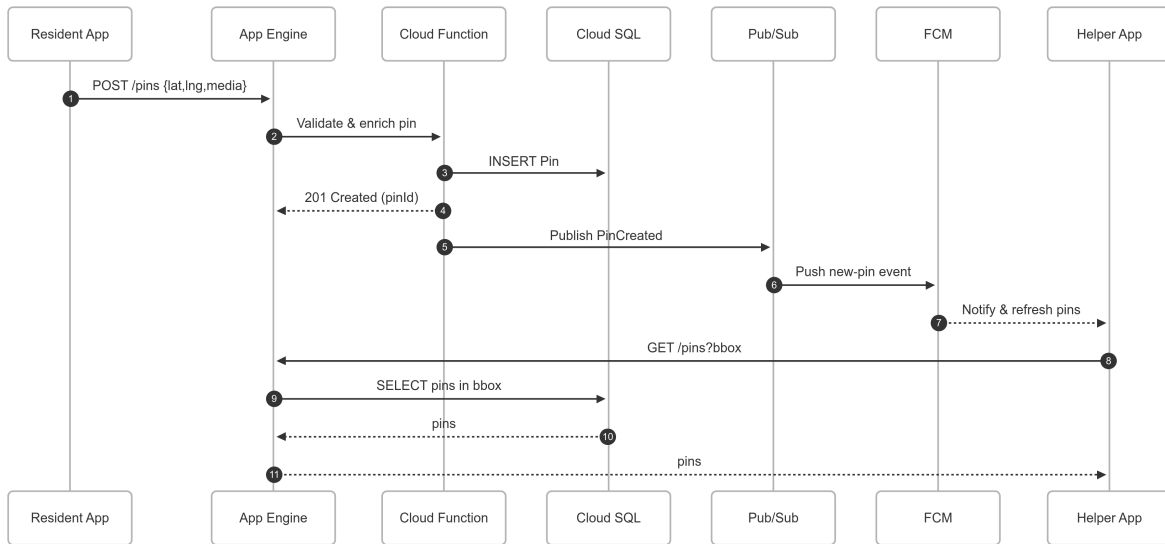 Resident App
App Engine
Cloud Function
Cloud SQL
Pub/Sub
FCM
Helper App
1
POST /pins {lat,lng,media}
2
Validate & enrich pin
3
INSERT Pin
201 Created (pinId)
4
5
Publish PinCreated
6
Push new-pin event
7
Notify & refresh pins
GET /pins?bbox
8
9
SELECT pins in bbox
pins
10
11
pins
Resident App
App Engine
Cloud Function
Cloud SQL
Pub/Sub
FCM
Helper App